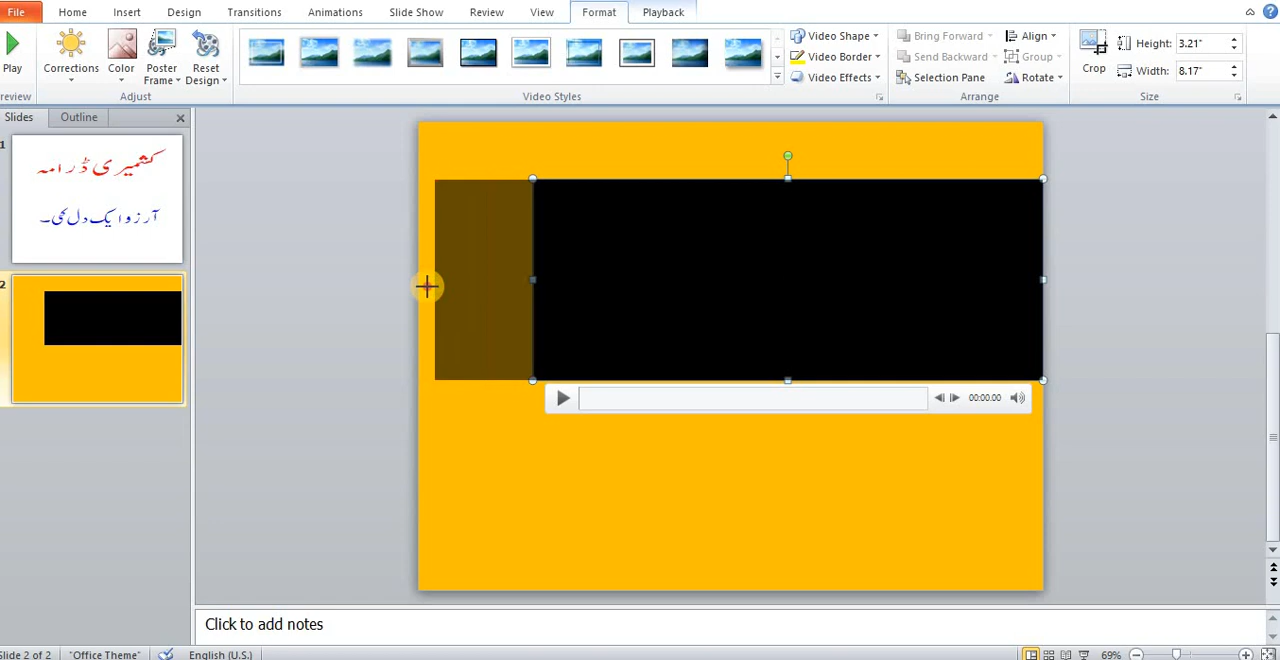 File Home Insert Design Transitions Animations Slide Show Review View Format Playback
Play Corrections Color Poster Frame Reset Design
Video Shape Video Border Video Effects
Bring Forward Send Backward Selection Pane Align Group Rotate
Crop Height: 3.21" Width: 8.17"
review Adjust Video Styles Arrange Size
Slides Outline
1
کشمیری ڈرامہ
آرزو ایک دل کی۔
2
00:00.00
Click to add notes
Slide 2 of 2 "Office Theme" English (U.S.) 69%